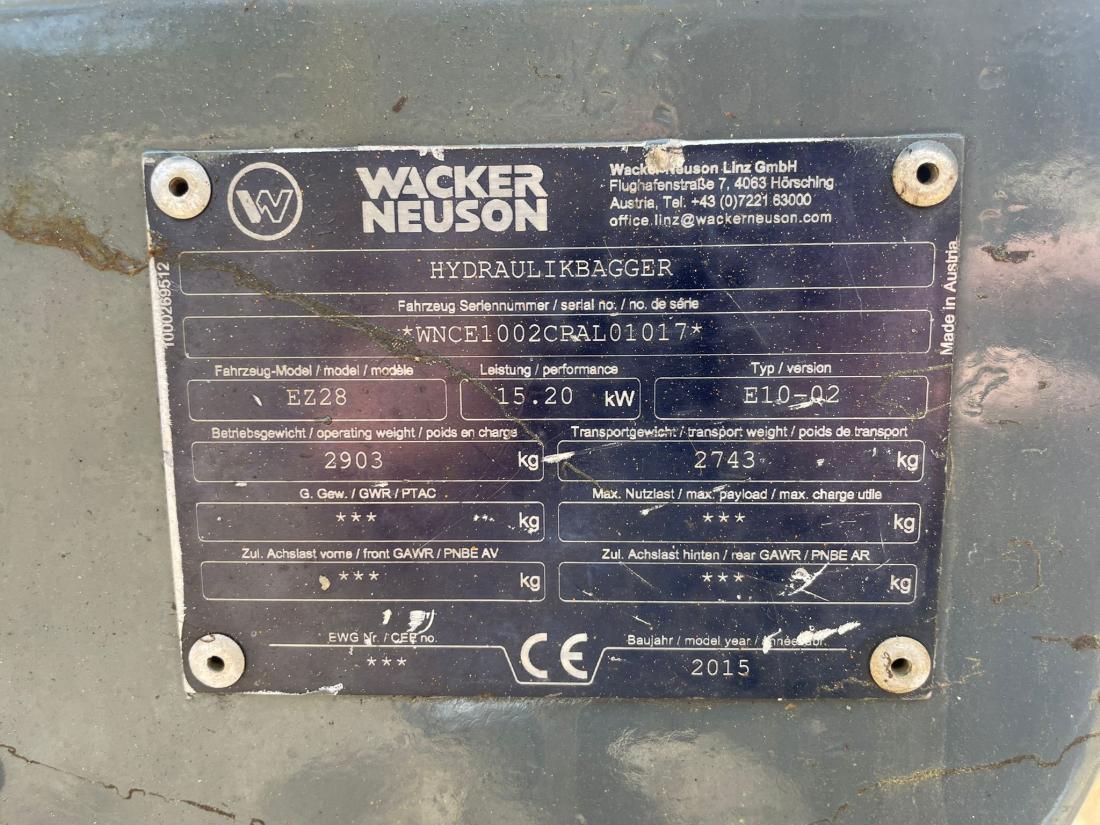 W
WACKER
NEUSON
Wacker Neuson Linz GmbH
Flughafenstraße 7, 4063 Hörsching
Austria, Tel. +43 (0)7221 63000
office.linz@wackerneuson.com
HYDRAULIKBAGGER
Fahrzeug Seriennummer / serial no. / no. de série
*WNCE1002CPAL01017*
Fahrzeug-Model / model / modèle
EZ28
Leistung / performance
15.20 kW
Typ / version
E10-02
Betriebsgewicht / operating weight / poids en charge
2903 kg
Transportgewicht / transport weight / poids de transport
2743 kg
G. Gew. / GWR / PTAC
*** kg
Max. Nutzlast / max. payload / max. charge utile
*** kg
Zul. Achslast vorne / front GAWR / PNBE AV
*** kg
Zul. Achslast hinten / rear GAWR / PNBE AR
*** kg
EWG Nr. / CEE no.
***
CE
Baujahr / model year /
2015
1000269512
Made in Austria